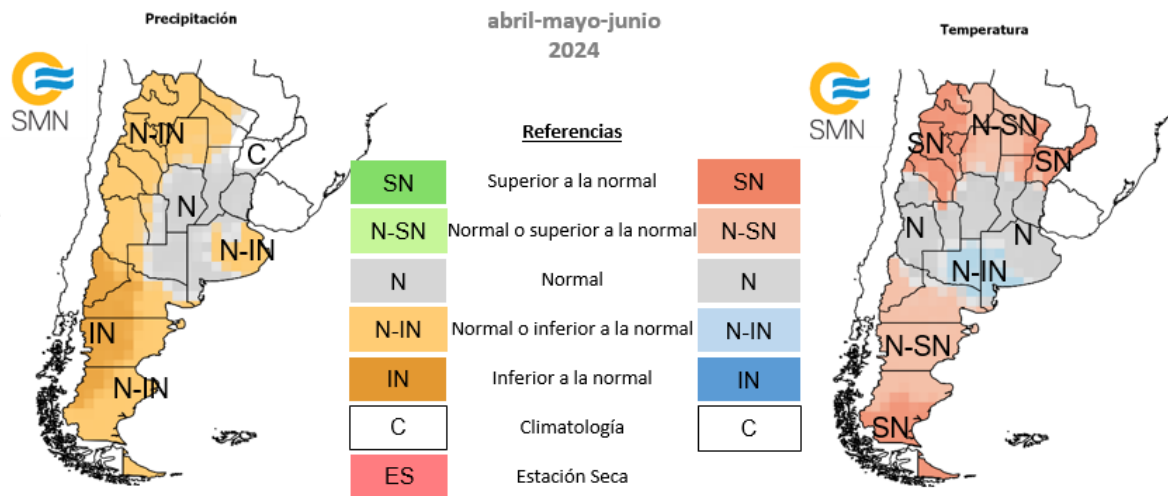 Precipitación
abril-mayo-junio
2024
Temperatura
SMN
SMN
N-IN
C
N
N-IN
IN
N-IN
Referencias
SN Superior a la normal SN
N-SN Normal o superior a la normal N-SN
N Normal N
N-IN Normal o inferior a la normal N-IN
IN Inferior a la normal IN
C Climatología C
ES Estación Seca
N-SN
SN
SN
N
N
N-IN
N-SN
SN